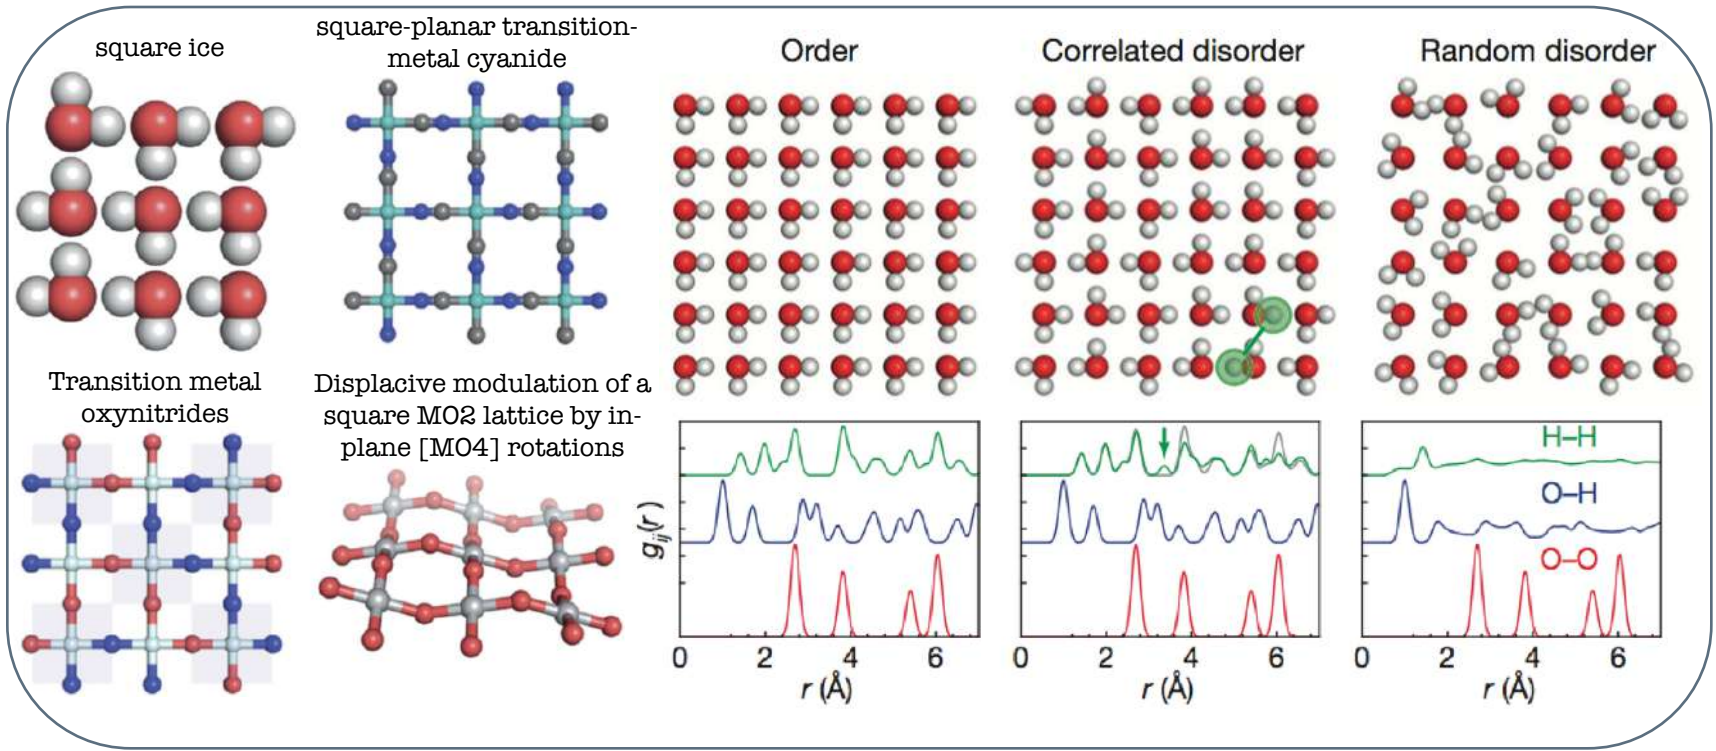 square ice
square-planar transition-
metal cyanide
Order
Correlated disorder
Random disorder
Transition metal
oxynitrides
Displacive modulation of a
square MO2 lattice by in-
plane [MO4] rotations
H–H
O–H
O–O
g_ij(r)
0 2 4 6
0 2 4 6
0 2 4 6
r (Å)
r (Å)
r (Å)